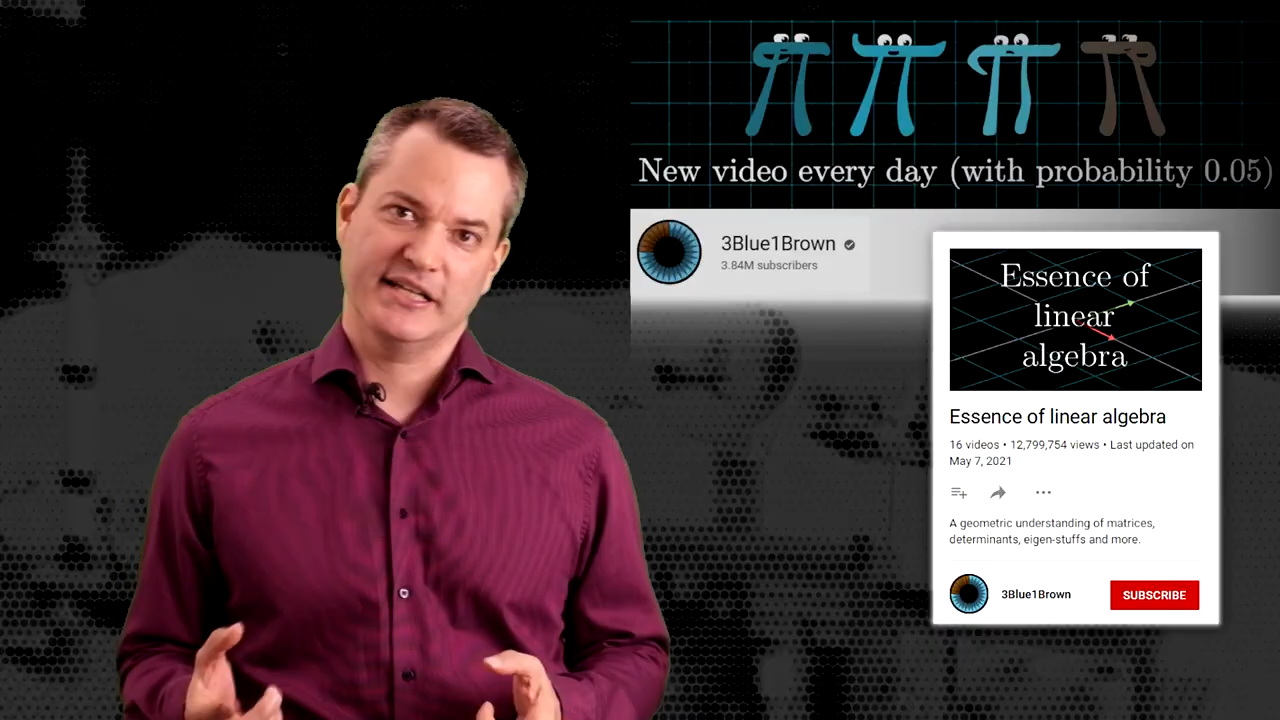 New video every day (with probability 0.05)
3Blue1Brown
3.84M subscribers
Essence of
linear
algebra
Essence of linear algebra
16 videos • 12,799,754 views • Last updated on
May 7, 2021
A geometric understanding of matrices,
determinants, eigen-stuffs and more.
3Blue1Brown
SUBSCRIBE